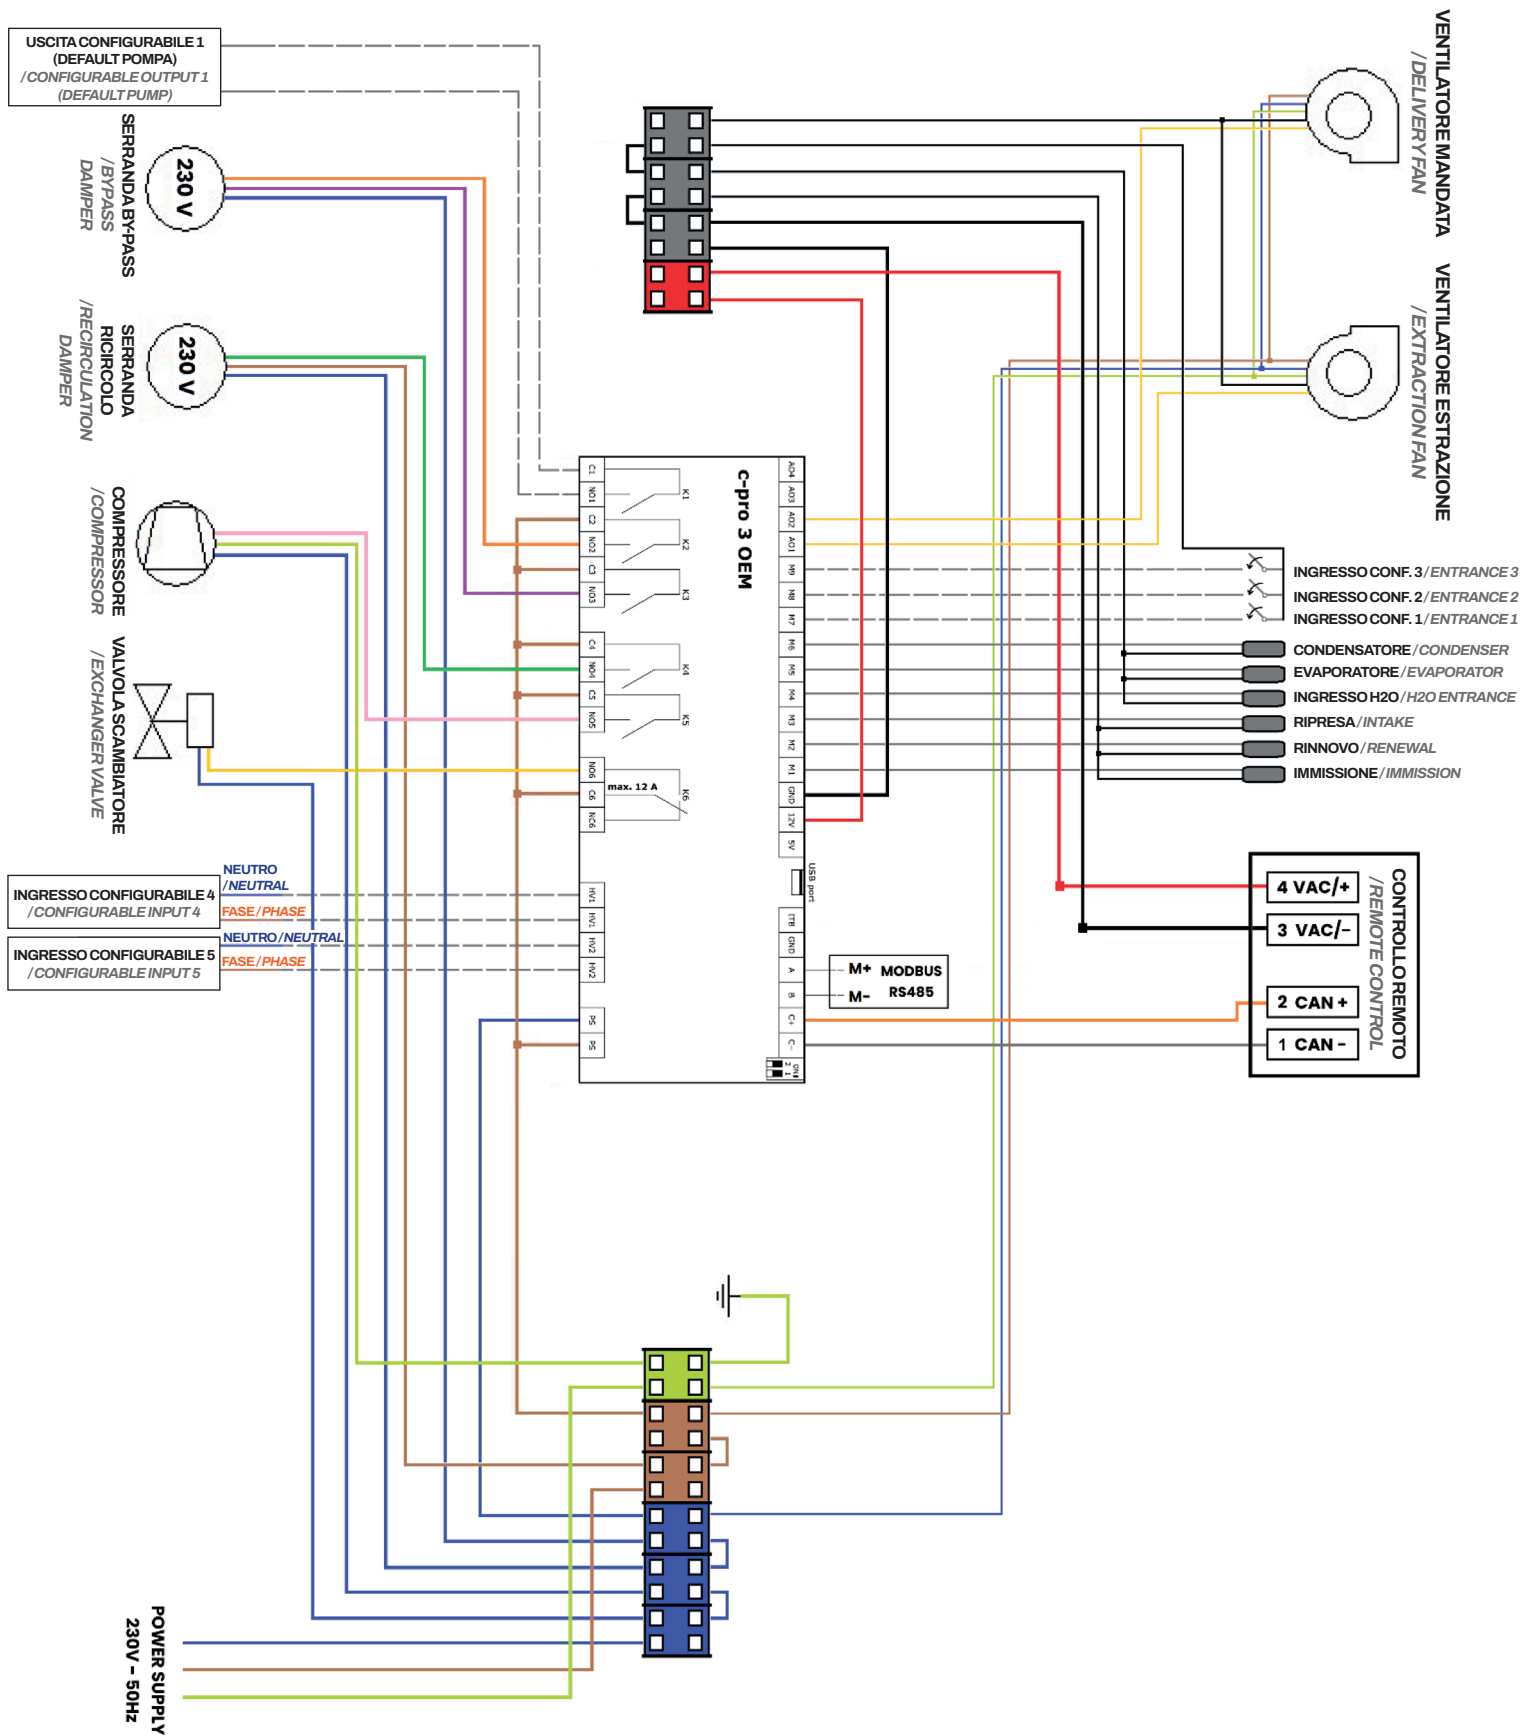 USCITA CONFIGURABILE 1
(DEFAULT POMPA)
/CONFIGURABLE OUTPUT 1
(DEFAULT PUMP)
SERRANDA BY-PASS
/BYPASS
DAMPER
230 V
SERRANDA
RICIRCOLO
/RECIRCULATION
DAMPER
230 V
COMPRESSORE
/COMPRESSOR
VALVOLA SCAMBIATORE
/EXCHANGER VALVE
INGRESSO CONFIGURABILE 4
/CONFIGURABLE INPUT 4
NEUTRO
/NEUTRAL
FASE/PHASE
INGRESSO CONFIGURABILE 5
/CONFIGURABLE INPUT 5
NEUTRO/NEUTRAL
FASE/PHASE
c-pro 3 OEM
C1
NO1
C2
NO2
C3
NO3
C4
NO4
C5
NO5
NO6
C6
NC6
HV1
HV1
HV2
HV2
PS
PS
K1
K2
K3
K4
K5
K6
max. 12 A
AO4
AO3
AO2
AO1
M9
M8
M7
M6
M5
M4
M3
M2
M1
GND
12V
5V
USB port
ITB
GND
A
B
C+
C-
ON
2
1
M+ MODBUS
M- RS485
VENTILATORE MANDATA
/DELIVERY FAN
VENTILATORE ESTRAZIONE
/EXTRACTION FAN
INGRESSO CONF. 3/ENTRANCE 3
INGRESSO CONF. 2/ENTRANCE 2
INGRESSO CONF. 1/ENTRANCE 1
CONDENSATORE/CONDENSER
EVAPORATORE/EVAPORATOR
INGRESSO H2O/H2O ENTRANCE
RIPRESA/INTAKE
RINNOVO/RENEWAL
IMMISSIONE/IMMISSION
CONTROLLO REMOTO
/REMOTE CONTROL
4 VAC/+
3 VAC/-
2 CAN +
1 CAN -
POWER SUPPLY
230V - 50Hz